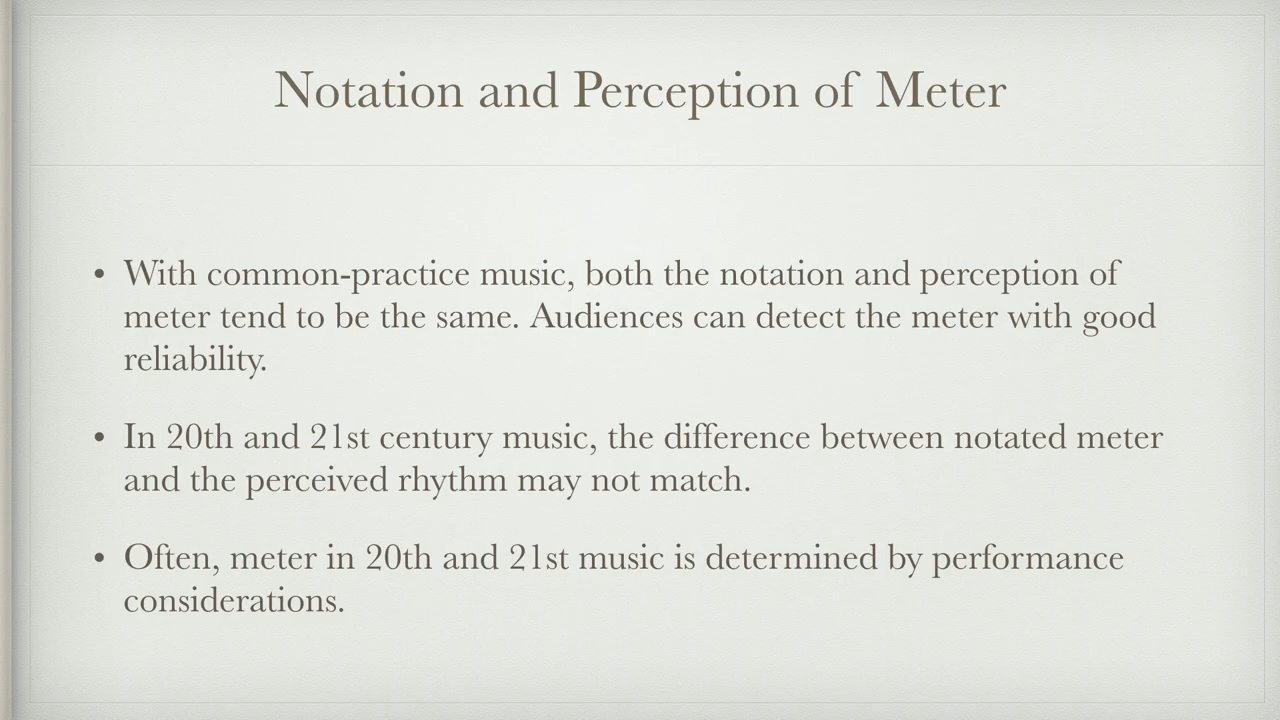 Notation and Perception of Meter
• With common-practice music, both the notation and perception of
meter tend to be the same. Audiences can detect the meter with good
reliability.
• In 20th and 21st century music, the difference between notated meter
and the perceived rhythm may not match.
• Often, meter in 20th and 21st music is determined by performance
considerations.